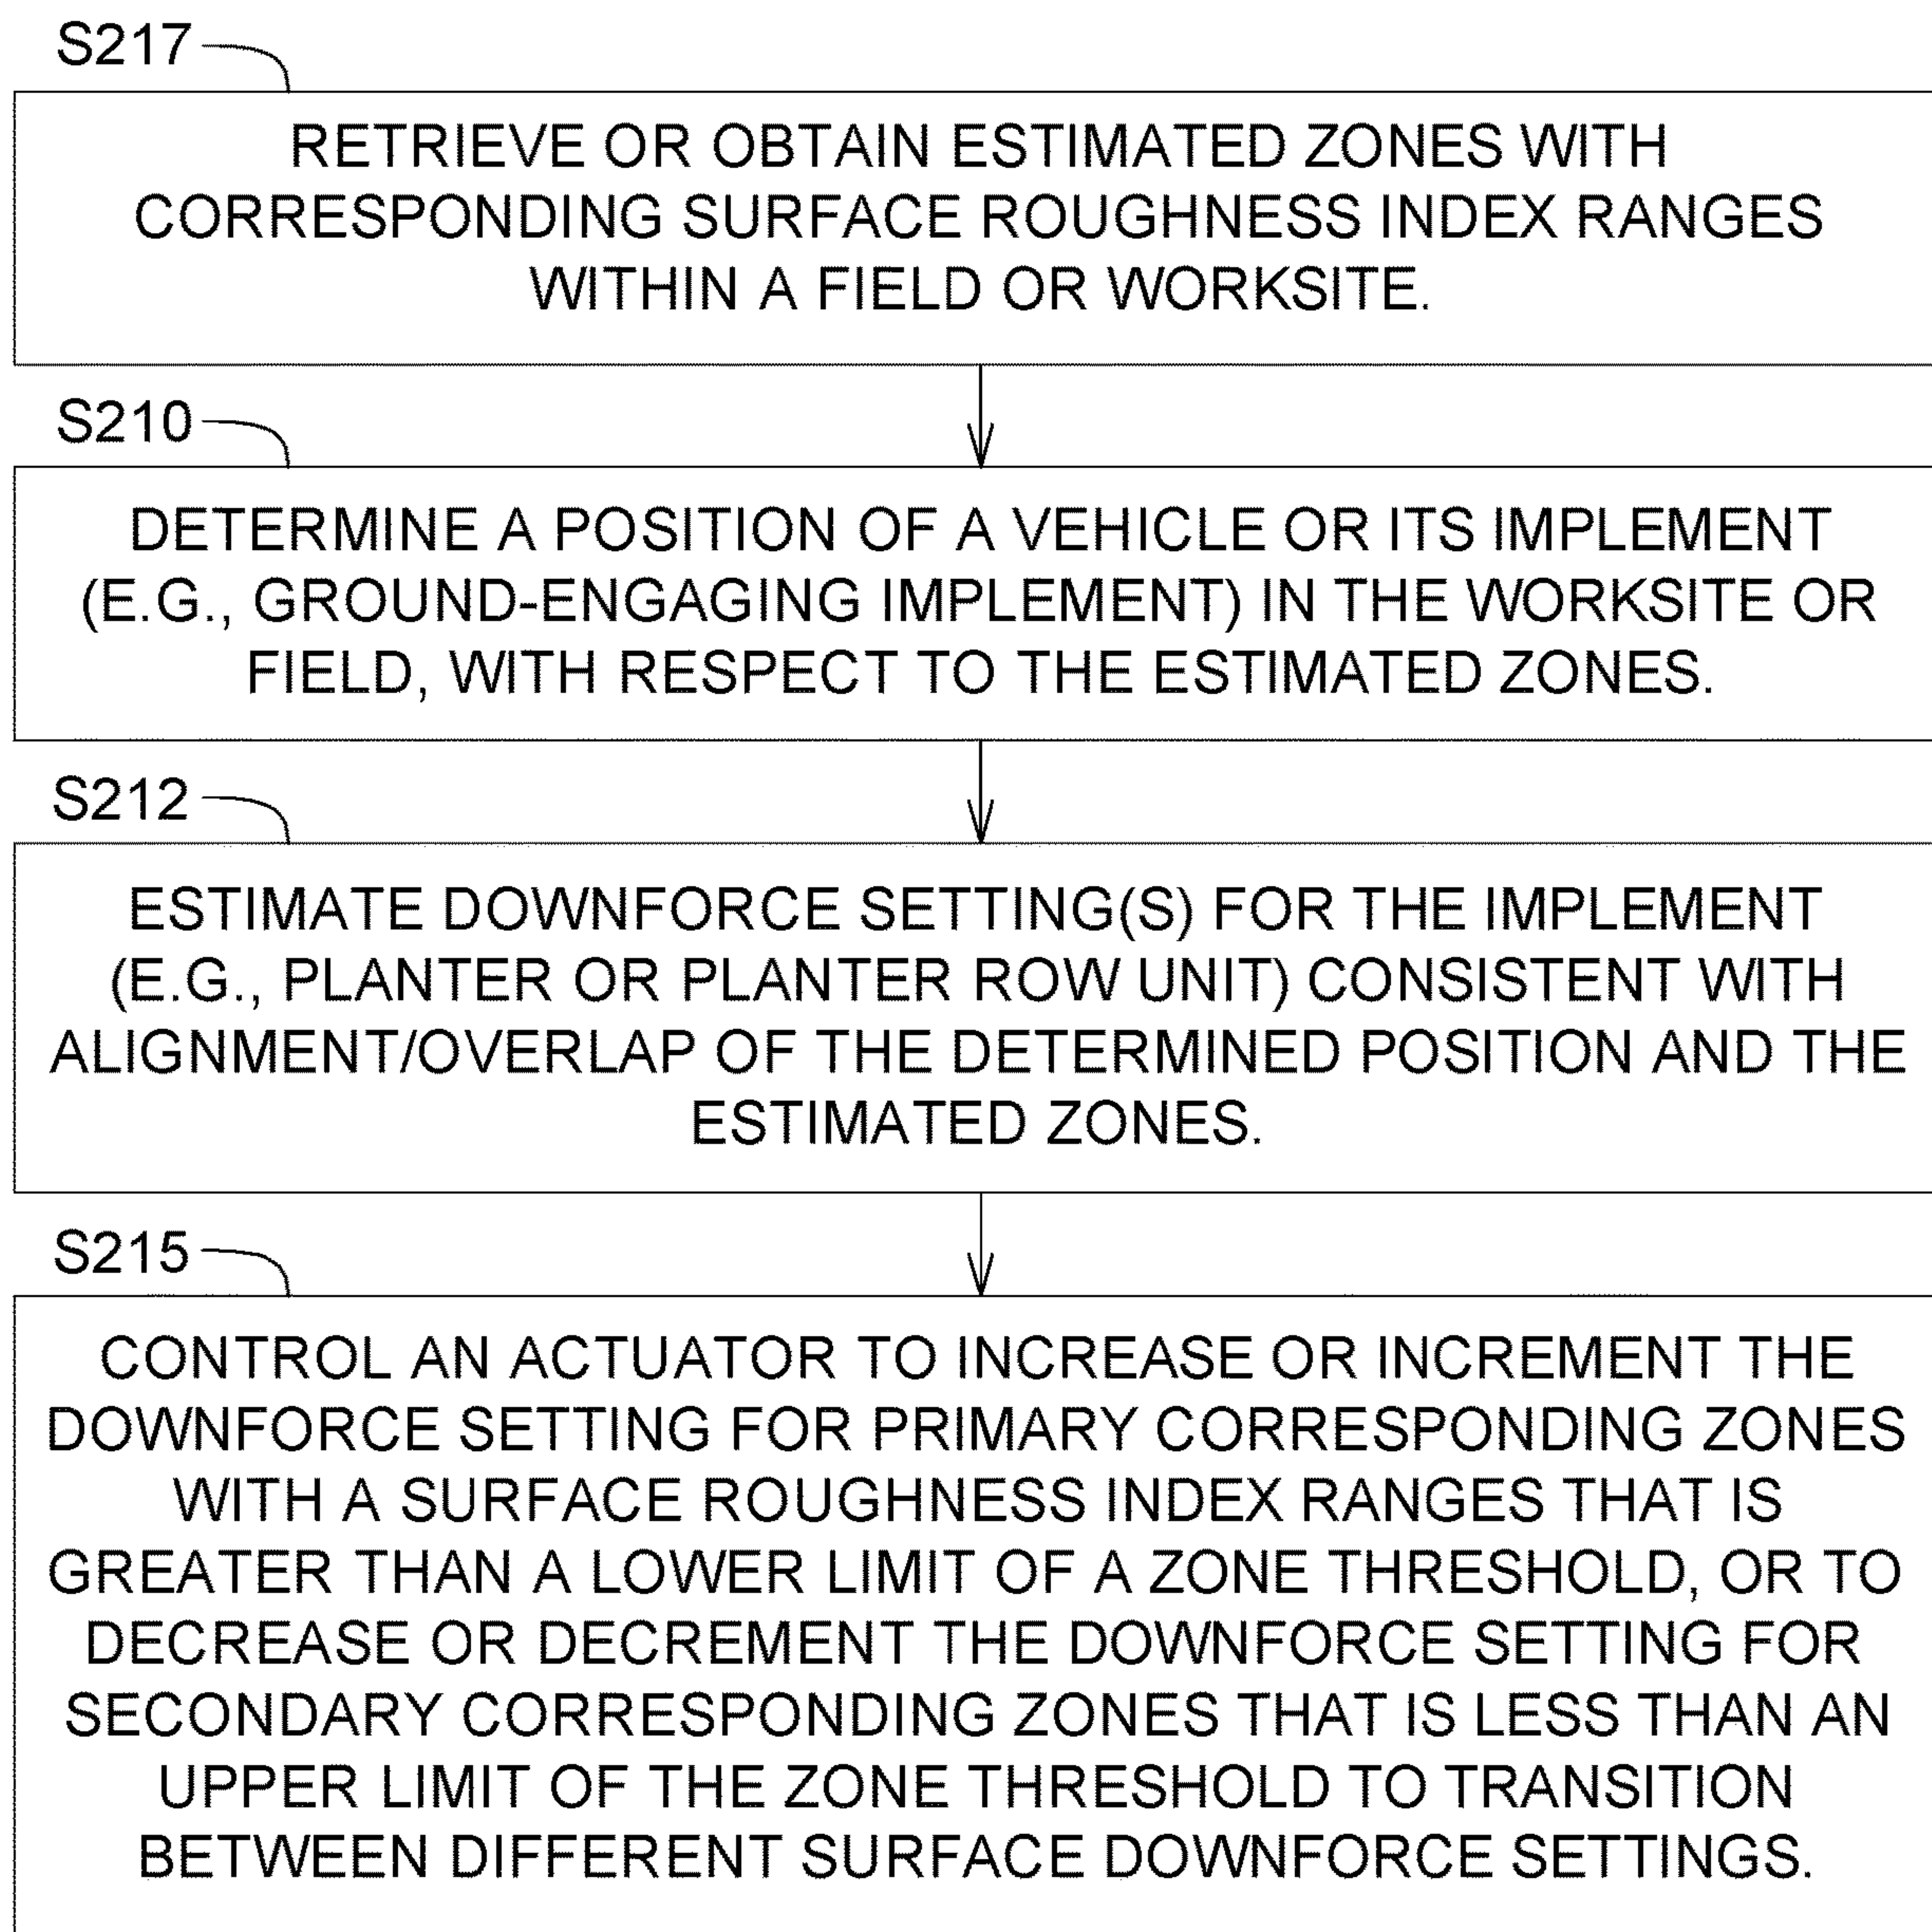 S217
RETRIEVE OR OBTAIN ESTIMATED ZONES WITH
CORRESPONDING SURFACE ROUGHNESS INDEX RANGES
WITHIN A FIELD OR WORKSITE.
S210
DETERMINE A POSITION OF A VEHICLE OR ITS IMPLEMENT
(E.G., GROUND-ENGAGING IMPLEMENT) IN THE WORKSITE OR
FIELD, WITH RESPECT TO THE ESTIMATED ZONES.
S212
ESTIMATE DOWNFORCE SETTING(S) FOR THE IMPLEMENT
(E.G., PLANTER OR PLANTER ROW UNIT) CONSISTENT WITH
ALIGNMENT/OVERLAP OF THE DETERMINED POSITION AND THE
ESTIMATED ZONES.
S215
CONTROL AN ACTUATOR TO INCREASE OR INCREMENT THE
DOWNFORCE SETTING FOR PRIMARY CORRESPONDING ZONES
WITH A SURFACE ROUGHNESS INDEX RANGES THAT IS
GREATER THAN A LOWER LIMIT OF A ZONE THRESHOLD, OR TO
DECREASE OR DECREMENT THE DOWNFORCE SETTING FOR
SECONDARY CORRESPONDING ZONES THAT IS LESS THAN AN
UPPER LIMIT OF THE ZONE THRESHOLD TO TRANSITION
BETWEEN DIFFERENT SURFACE DOWNFORCE SETTINGS.